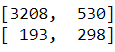 [3208,  530]
[ 193,  298]